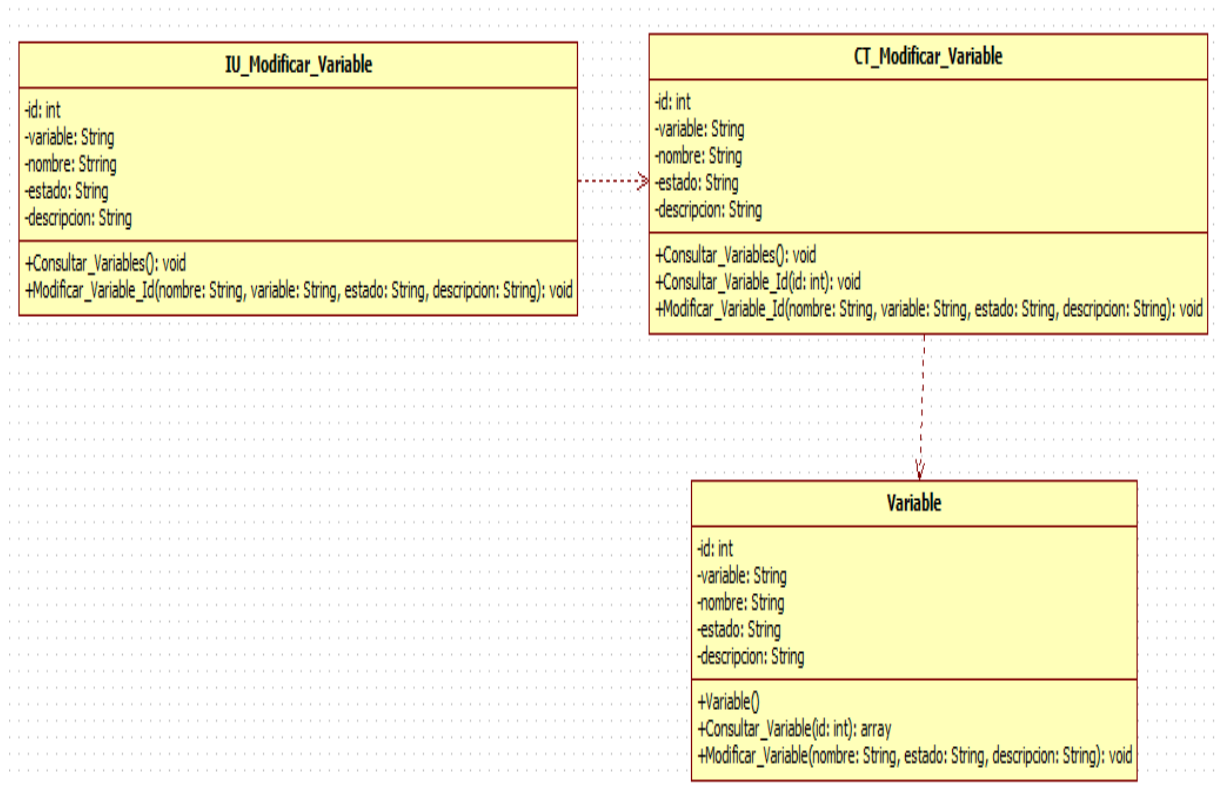 IU_Modificar_Variable
-id: int
-variable: String
-nombre: Strring
-estado: String
-descripcion: String
+Consultar_Variables(): void
+Modificar_Variable_Id(nombre: String, variable: String, estado: String, descripcion: String): void
CT_Modificar_Variable
-id: int
-variable: String
-nombre: String
-estado: String
-descripcion: String
+Consultar_Variables(): void
+Consultar_Variable_Id(id: int): void
+Modificar_Variable_Id(nombre: String, variable: String, estado: String, descripcion: String): void
Variable
-id: int
-variable: String
-nombre: String
-estado: String
-descripcion: String
+Variable()
+Consultar_Variable(id: int): array
+Modificar_Variable(nombre: String, estado: String, descripcion: String): void